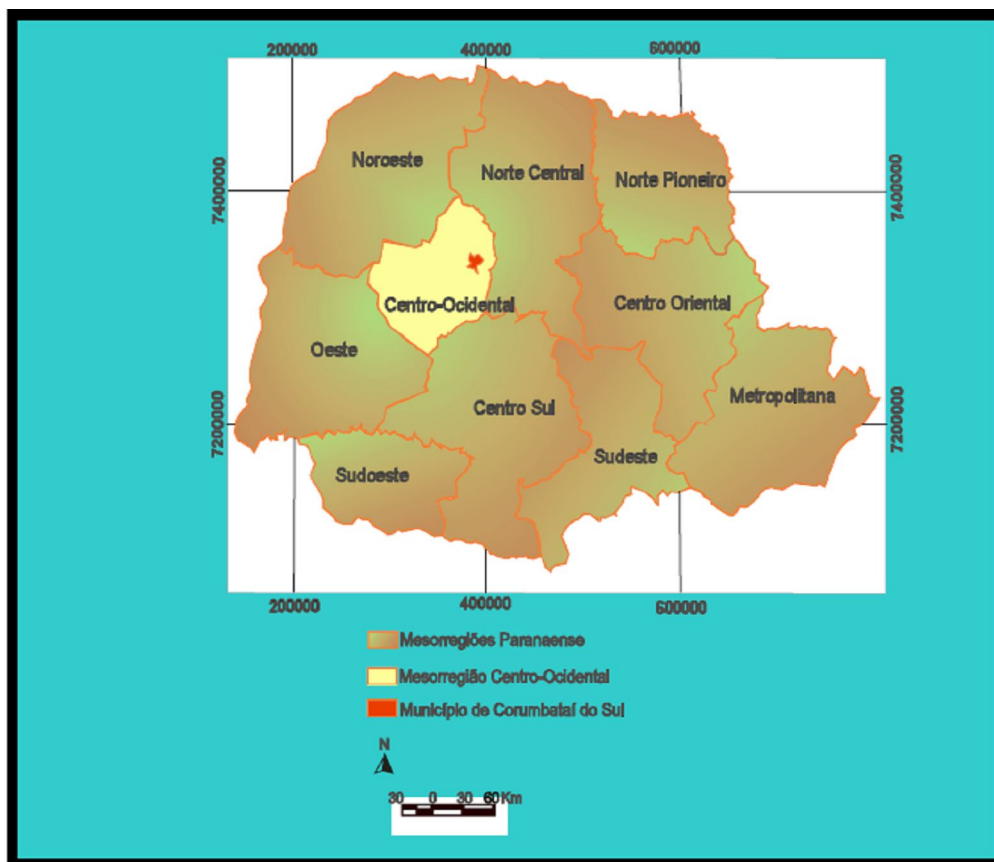 200000 400000 600000
Noroeste
Norte Central
Norte Pioneiro
7400000
7400000
Centro-Ocidental
Centro Oriental
Oeste
Metropolitana
Centro Sul
7200000
7200000
Sudeste
Sudoeste
200000 400000 600000
Mesorregiões Paranaense
Mesorregião Centro-Ocidental
Município de Corumbataí do Sul
N
30 0 30 60 Km